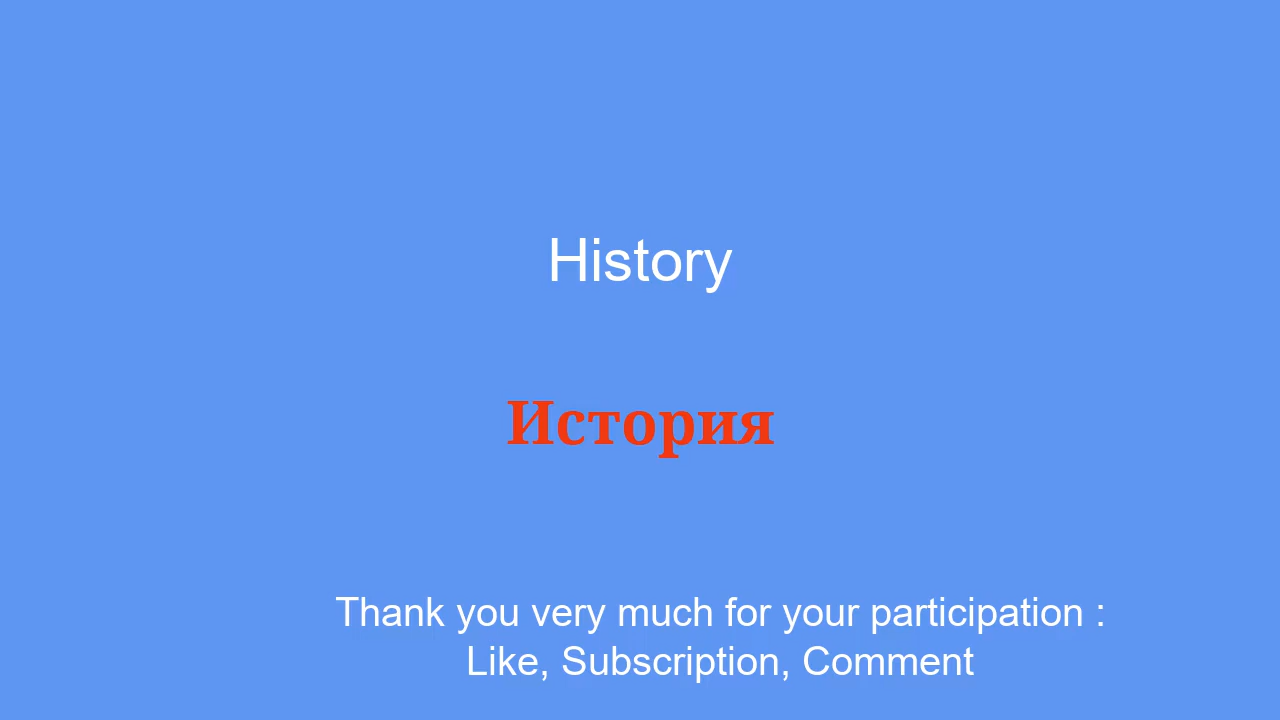 History
История
Thank you very much for your participation :
Like, Subscription, Comment